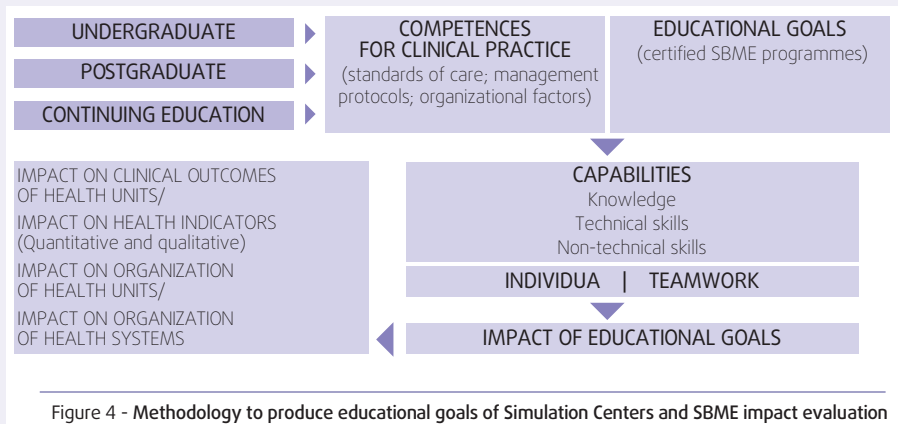 UNDERGRADUATE
POSTGRADUATE
CONTINUING EDUCATION
COMPETENCES
FOR CLINICAL PRACTICE
(standards of care; management
protocols; organizational factors)
EDUCATIONAL GOALS
(certified SBME programmes)
CAPABILITIES
Knowledge
Technical skills
Non-technical skills
INDIVIDUA | TEAMWORK
IMPACT OF EDUCATIONAL GOALS
IMPACT ON CLINICAL OUTCOMES
OF HEALTH UNITS/
IMPACT ON HEALTH INDICATORS
(Quantitative and qualitative)
IMPACT ON ORGANIZATION
OF HEALTH UNITS/
IMPACT ON ORGANIZATION
OF HEALTH SYSTEMS
Figure 4 - Methodology to produce educational goals of Simulation Centers and SBME impact evaluation